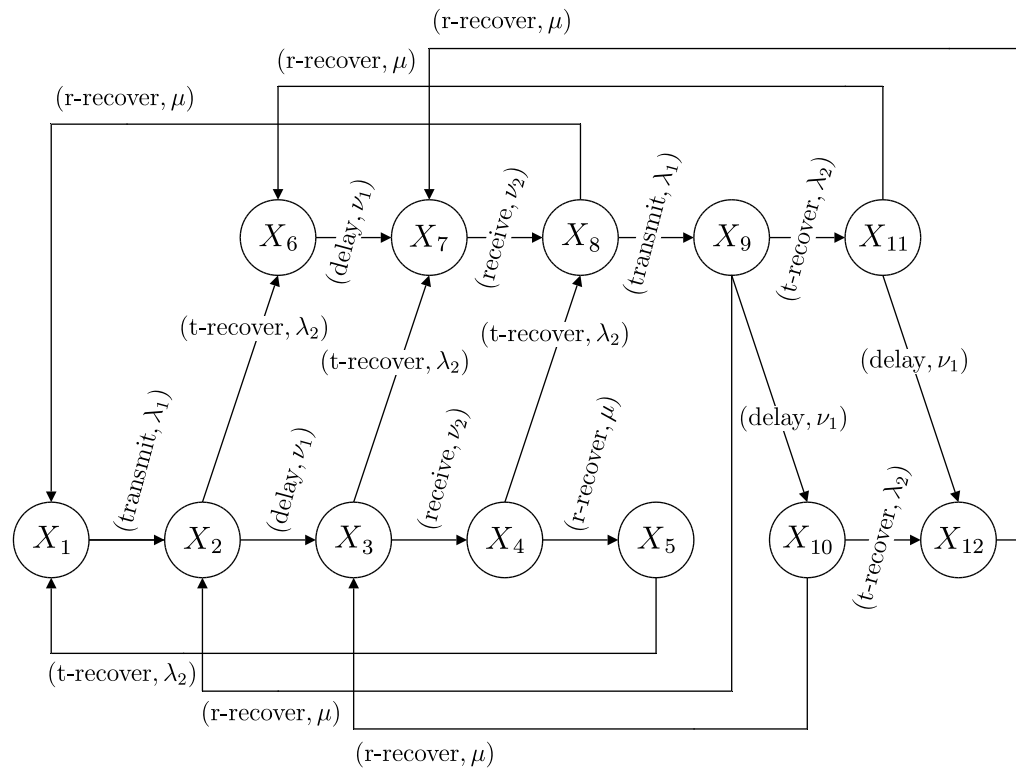 (r-recover, μ)
(r-recover, μ)
(r-recover, μ)
X₆
(delay, ν₁)
X₇
(receive, ν₂)
X₈
(transmit, λ₁)
X₉
(t-recover, λ₂)
X₁₁
(t-recover, λ₂)
(t-recover, λ₂)
(t-recover, λ₂)
(delay, ν₁)
(delay, ν₁)
X₁
(transmit, λ₁)
X₂
(delay, ν₁)
X₃
(receive, ν₂)
X₄
(r-recover, μ)
X₅
X₁₀
(t-recover, λ₂)
X₁₂
(t-recover, λ₂)
(r-recover, μ)
(r-recover, μ)